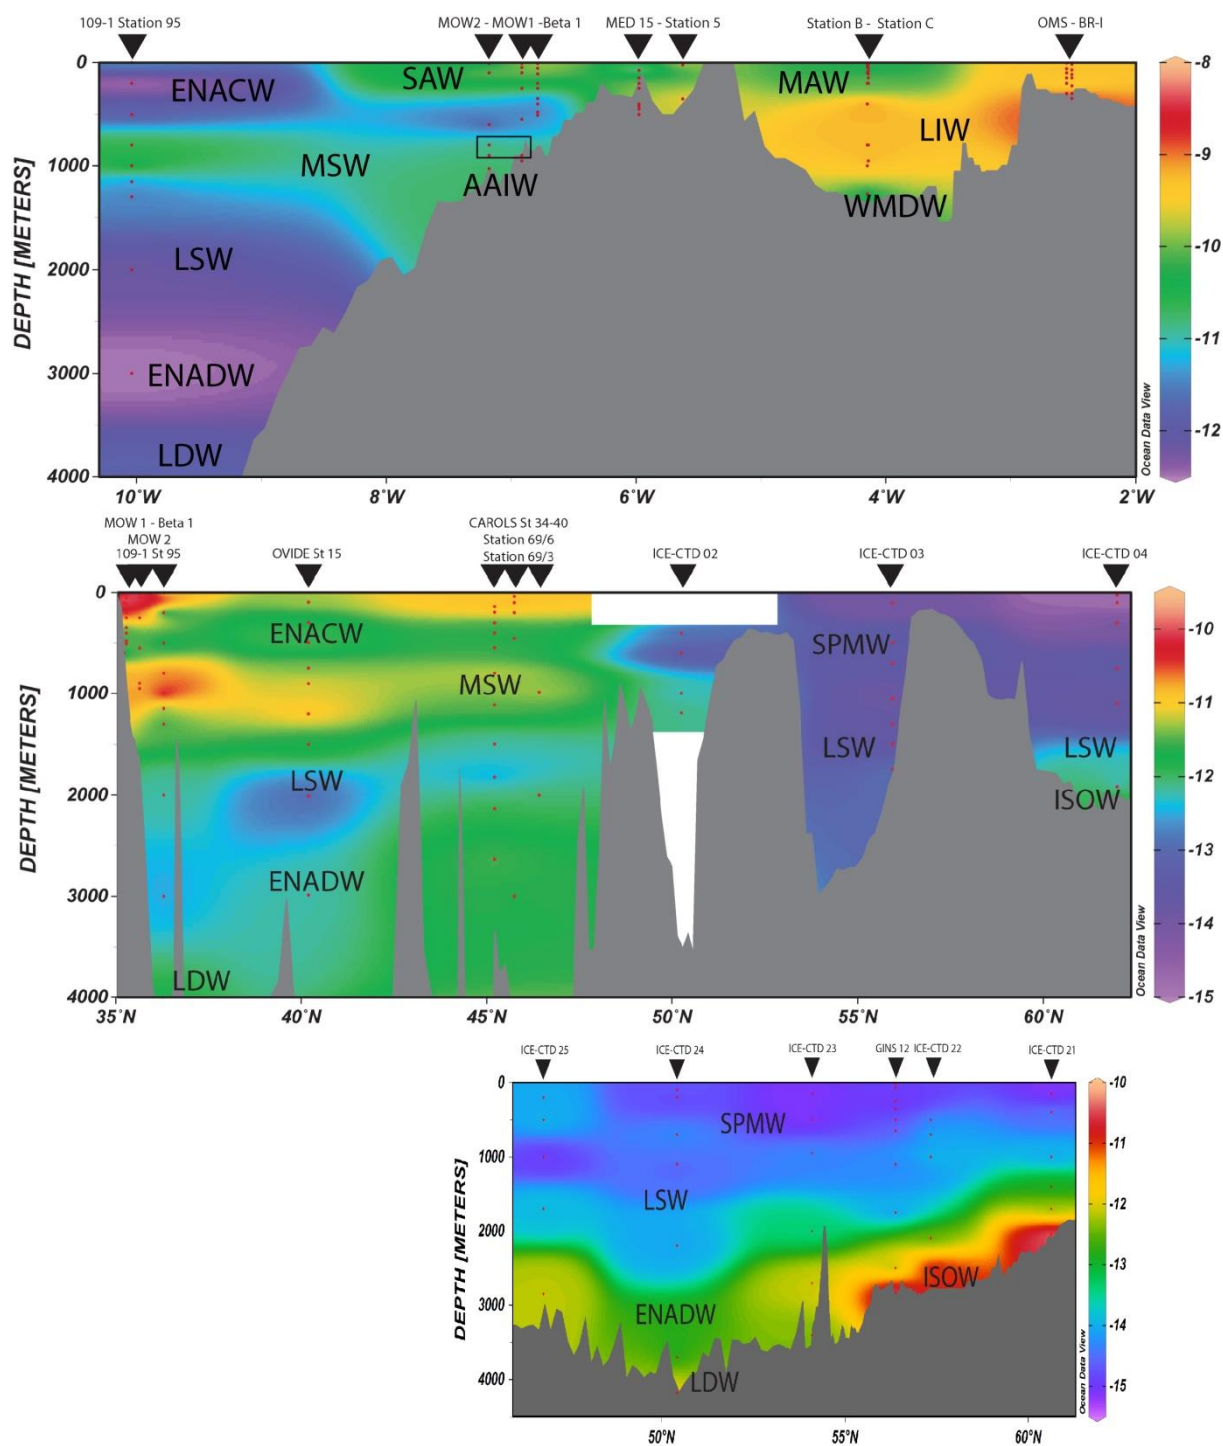 109-1 Station 95
MOW2 - MOW1 -Beta 1
MED 15 - Station 5
Station B - Station C
OMS - BR-I
0
1000
2000
3000
4000
DEPTH [METERS]
ENACW
SAW
MAW
LIW
MSW
AAIW
WMDW
LSW
ENADW
LDW
10°W
8°W
6°W
4°W
2°W
Ocean Data View
-8
-9
-10
-11
-12
MOW 1 - Beta 1
MOW 2
109-1 St 95
OVIDE St 15
CAROLS St 34-40
Station 69/6
Station 69/3
ICE-CTD 02
ICE-CTD 03
ICE-CTD 04
0
1000
2000
3000
4000
DEPTH [METERS]
ENACW
SPMW
MSW
LSW
LSW
LSW
ISOW
ENADW
LDW
35°N
40°N
45°N
50°N
55°N
60°N
Ocean Data View
-10
-11
-12
-13
-14
-15
ICE-CTD 25
ICE-CTD 24
ICE-CTD 23
GINS 12
ICE-CTD 22
ICE-CTD 21
0
1000
2000
3000
4000
DEPTH [METERS]
SPMW
LSW
ISOW
ENADW
LDW
50°N
55°N
60°N
Ocean Data View
-10
-11
-12
-13
-14
-15